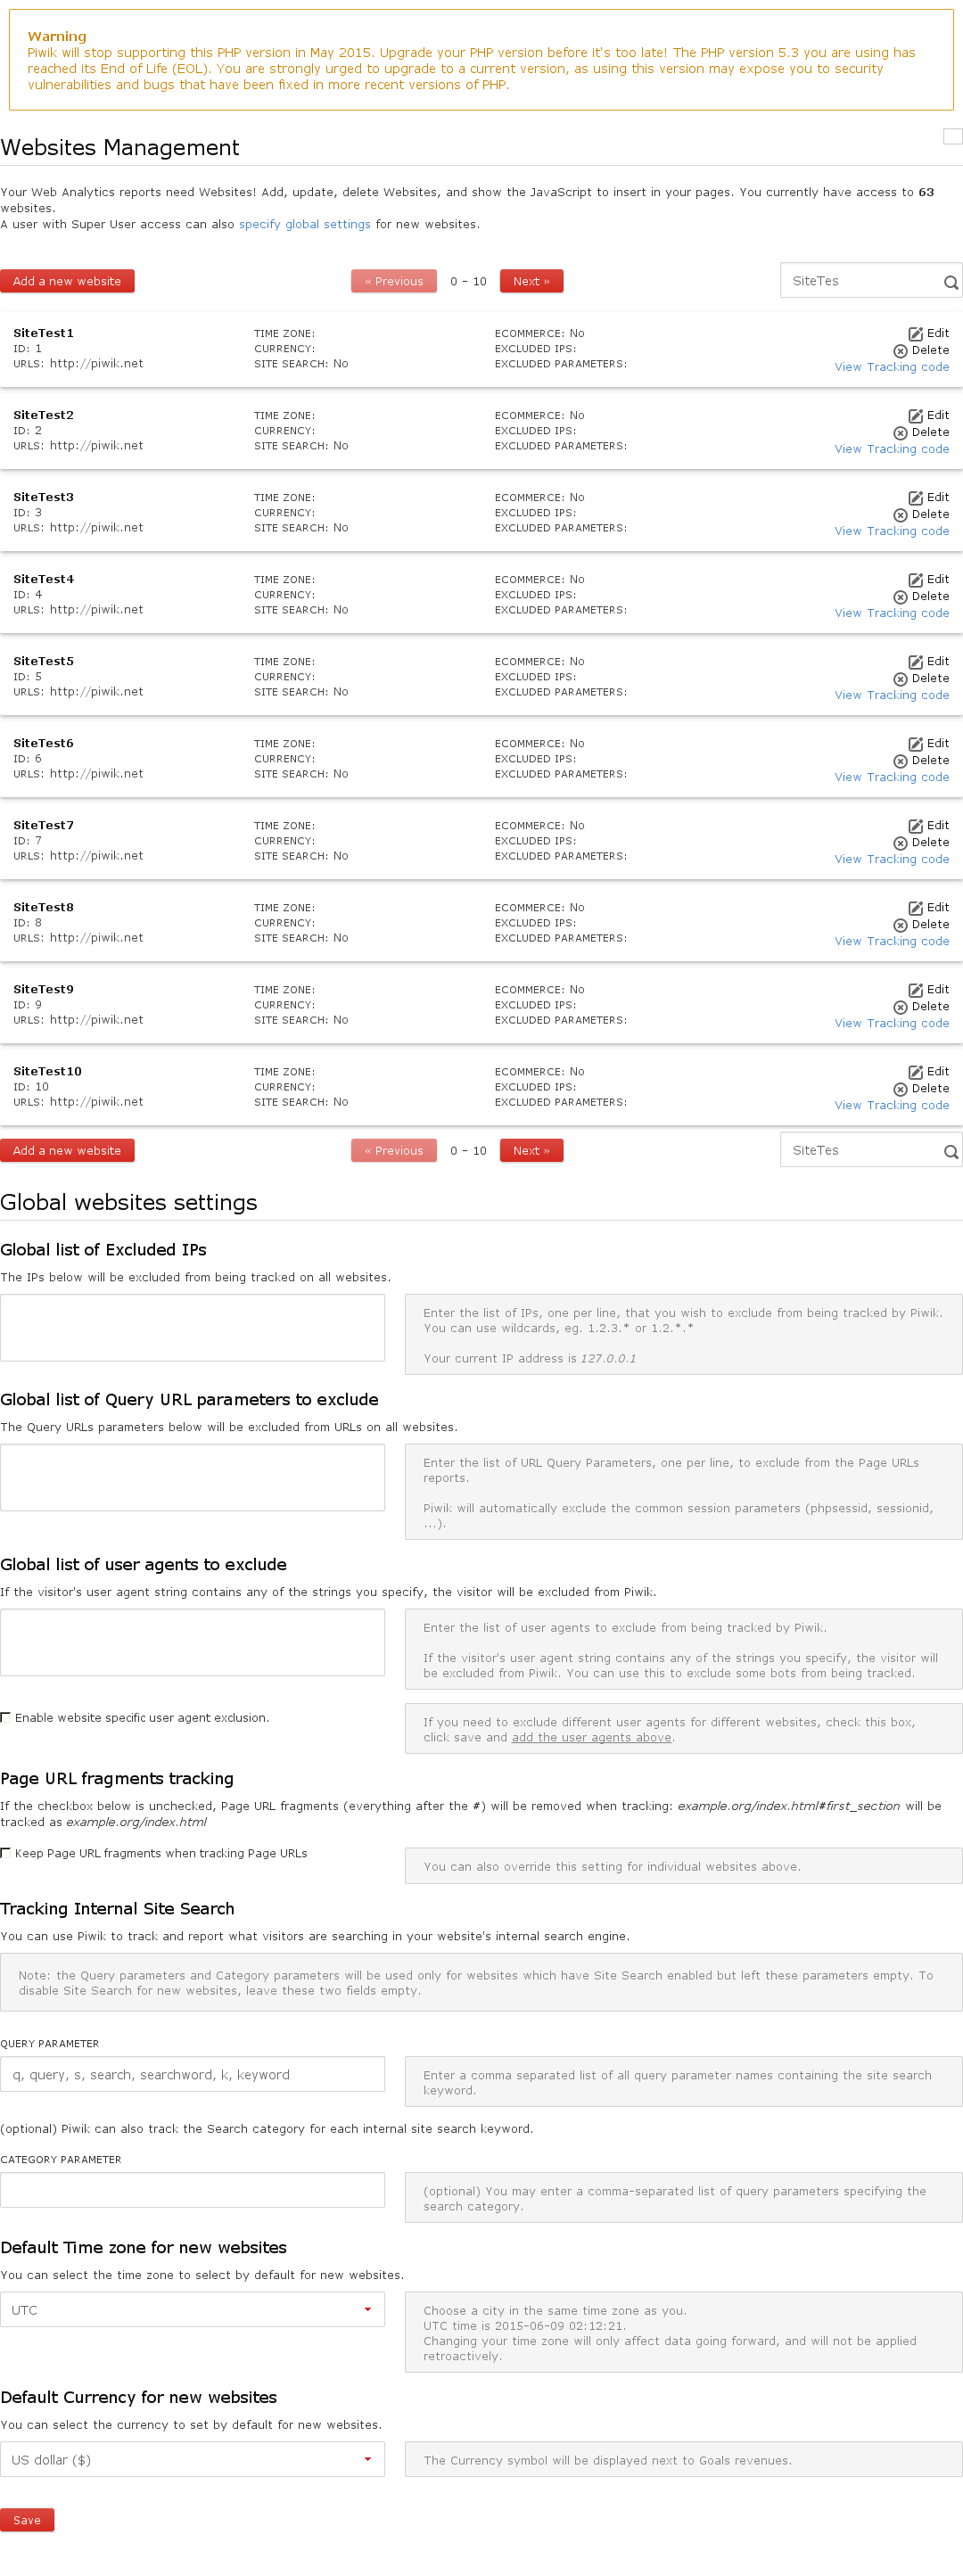 Warning
Piwik will stop supporting this PHP version in May 2015. Upgrade your PHP version before it's too late! The PHP version 5.3 you are using has
reached its End of Life (EOL). You are strongly urged to upgrade to a current version, as using this version may expose you to security
vulnerabilities and bugs that have been fixed in more recent versions of PHP.
Websites Management
Your Web Analytics reports need Websites! Add, update, delete Websites, and show the JavaScript to insert in your pages. You currently have access to 63
websites.
A user with Super User access can also specify global settings for new websites.
Add a new website « Previous 0 - 10 Next » SiteTes
SiteTest1 TIME ZONE: ECOMMERCE: No Edit
ID: 1 CURRENCY: EXCLUDED IPS: Delete
URLS: http://piwik.net SITE SEARCH: No EXCLUDED PARAMETERS: View Tracking code
SiteTest2 TIME ZONE: ECOMMERCE: No Edit
ID: 2 CURRENCY: EXCLUDED IPS: Delete
URLS: http://piwik.net SITE SEARCH: No EXCLUDED PARAMETERS: View Tracking code
SiteTest3 TIME ZONE: ECOMMERCE: No Edit
ID: 3 CURRENCY: EXCLUDED IPS: Delete
URLS: http://piwik.net SITE SEARCH: No EXCLUDED PARAMETERS: View Tracking code
SiteTest4 TIME ZONE: ECOMMERCE: No Edit
ID: 4 CURRENCY: EXCLUDED IPS: Delete
URLS: http://piwik.net SITE SEARCH: No EXCLUDED PARAMETERS: View Tracking code
SiteTest5 TIME ZONE: ECOMMERCE: No Edit
ID: 5 CURRENCY: EXCLUDED IPS: Delete
URLS: http://piwik.net SITE SEARCH: No EXCLUDED PARAMETERS: View Tracking code
SiteTest6 TIME ZONE: ECOMMERCE: No Edit
ID: 6 CURRENCY: EXCLUDED IPS: Delete
URLS: http://piwik.net SITE SEARCH: No EXCLUDED PARAMETERS: View Tracking code
SiteTest7 TIME ZONE: ECOMMERCE: No Edit
ID: 7 CURRENCY: EXCLUDED IPS: Delete
URLS: http://piwik.net SITE SEARCH: No EXCLUDED PARAMETERS: View Tracking code
SiteTest8 TIME ZONE: ECOMMERCE: No Edit
ID: 8 CURRENCY: EXCLUDED IPS: Delete
URLS: http://piwik.net SITE SEARCH: No EXCLUDED PARAMETERS: View Tracking code
SiteTest9 TIME ZONE: ECOMMERCE: No Edit
ID: 9 CURRENCY: EXCLUDED IPS: Delete
URLS: http://piwik.net SITE SEARCH: No EXCLUDED PARAMETERS: View Tracking code
SiteTest10 TIME ZONE: ECOMMERCE: No Edit
ID: 10 CURRENCY: EXCLUDED IPS: Delete
URLS: http://piwik.net SITE SEARCH: No EXCLUDED PARAMETERS: View Tracking code
Add a new website « Previous 0 - 10 Next » SiteTes
Global websites settings
Global list of Excluded IPs
The IPs below will be excluded from being tracked on all websites.
Enter the list of IPs, one per line, that you wish to exclude from being tracked by Piwik.
You can use wildcards, eg. 1.2.3.* or 1.2.*.*
Your current IP address is 127.0.0.1
Global list of Query URL parameters to exclude
The Query URLs parameters below will be excluded from URLs on all websites.
Enter the list of URL Query Parameters, one per line, to exclude from the Page URLs
reports.
Piwik will automatically exclude the common session parameters (phpsessid, sessionid,
...).
Global list of user agents to exclude
If the visitor's user agent string contains any of the strings you specify, the visitor will be excluded from Piwik.
Enter the list of user agents to exclude from being tracked by Piwik.
If the visitor's user agent string contains any of the strings you specify, the visitor will
be excluded from Piwik. You can use this to exclude some bots from being tracked.
Enable website specific user agent exclusion.
If you need to exclude different user agents for different websites, check this box,
click save and add the user agents above.
Page URL fragments tracking
If the checkbox below is unchecked, Page URL fragments (everything after the #) will be removed when tracking: example.org/index.html#first_section will be
tracked as example.org/index.html
Keep Page URL fragments when tracking Page URLs
You can also override this setting for individual websites above.
Tracking Internal Site Search
You can use Piwik to track and report what visitors are searching in your website's internal search engine.
Note: the Query parameters and Category parameters will be used only for websites which have Site Search enabled but left these parameters empty. To
disable Site Search for new websites, leave these two fields empty.
QUERY PARAMETER
q, query, s, search, searchword, k, keyword
Enter a comma separated list of all query parameter names containing the site search
keyword.
(optional) Piwik can also track the Search category for each internal site search keyword.
CATEGORY PARAMETER
(optional) You may enter a comma-separated list of query parameters specifying the
search category.
Default Time zone for new websites
You can select the time zone to select by default for new websites.
UTC
Choose a city in the same time zone as you.
UTC time is 2015-06-09 02:12:21.
Changing your time zone will only affect data going forward, and will not be applied
retroactively.
Default Currency for new websites
You can select the currency to set by default for new websites.
US dollar ($)
The Currency symbol will be displayed next to Goals revenues.
Save